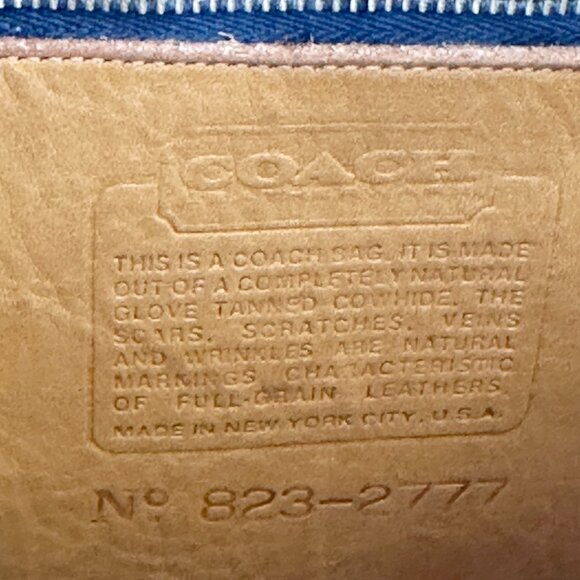 COACH
THIS IS A COACH BAG. IT IS MADE
OUT OF A COMPLETELY NATURAL
GLOVE TANNED COWHIDE. THE
SCARS, SCRATCHES, VEINS
AND WRINKLES ARE NATURAL
MARKINGS CHARACTERISTIC
OF FULL-GRAIN LEATHERS.
MADE IN NEW YORK CITY, U.S.A.
Nº 823-2777